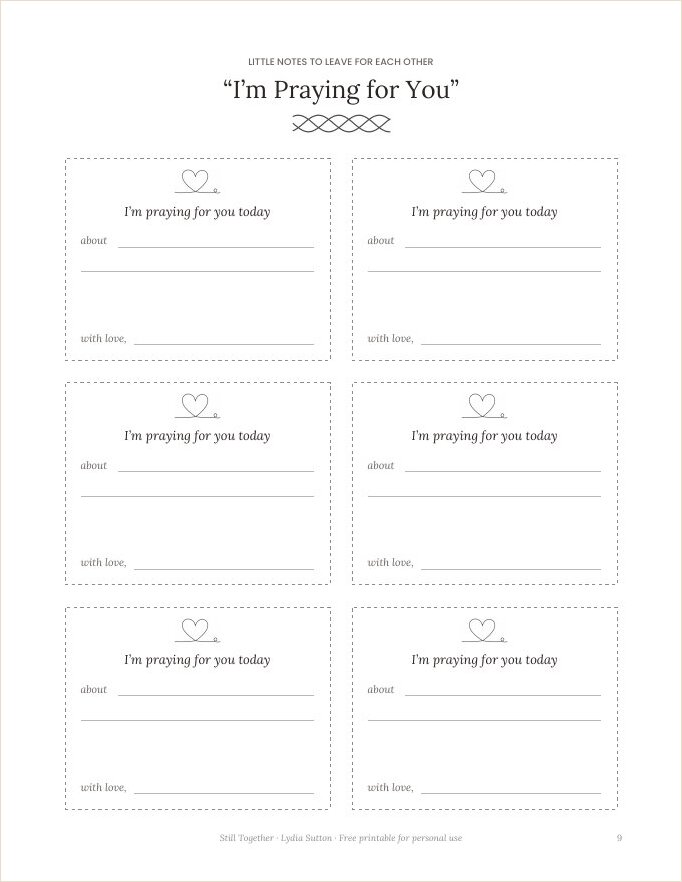 LITTLE NOTES TO LEAVE FOR EACH OTHER
“I’m Praying for You”
I’m praying for you today
about
with love,
I’m praying for you today
about
with love,
I’m praying for you today
about
with love,
I’m praying for you today
about
with love,
I’m praying for you today
about
with love,
I’m praying for you today
about
with love,
Still Together · Lydia Sutton · Free printable for personal use
9